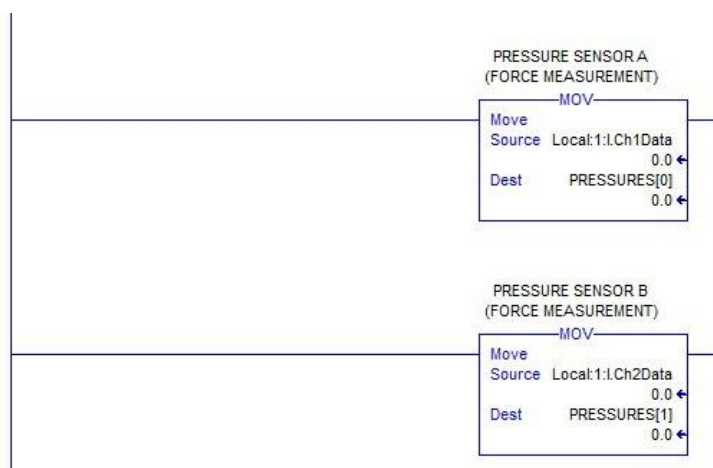 PRESSURE SENSOR A
(FORCE MEASUREMENT)
MOV
Move
Source Local:1:I.Ch1Data
0.0
Dest PRESSURES[0]
0.0
PRESSURE SENSOR B
(FORCE MEASUREMENT)
MOV
Move
Source Local:1:I.Ch2Data
0.0
Dest PRESSURES[1]
0.0